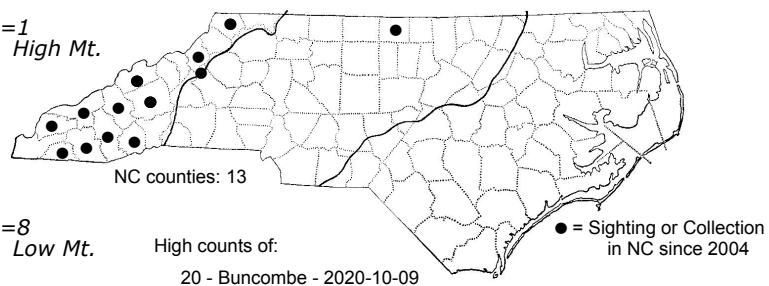 =1
High Mt.
NC counties: 13
=8
Low Mt.
High counts of:
20 - Buncombe - 2020-10-09
● = Sighting or Collection
in NC since 2004